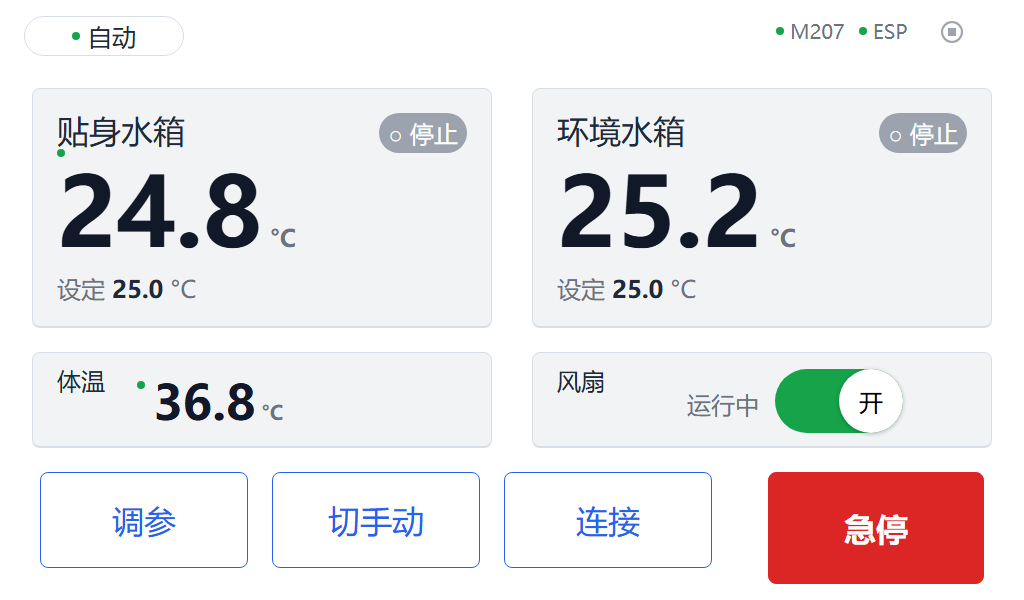 自动
M207 ESP
贴身水箱 停止
24.8 °C
设定 25.0 °C
环境水箱 停止
25.2 °C
设定 25.0 °C
体温 36.8 °C
风扇 运行中 开
调参 切手动 连接 急停